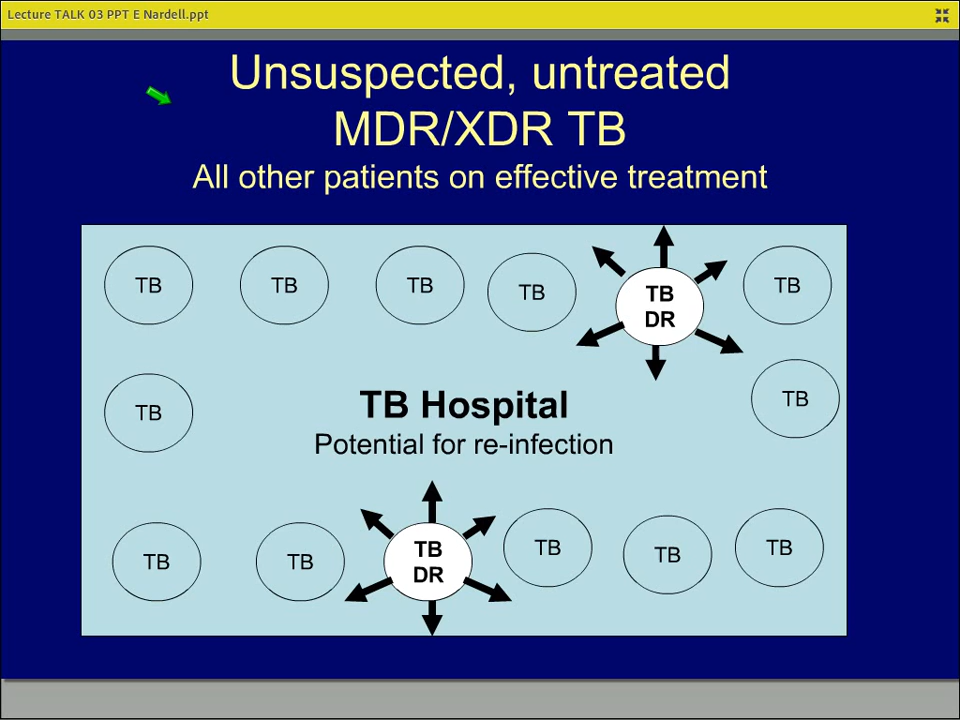 Lecture TALK 03 PPT E Nardell.ppt
Unsuspected, untreated
MDR/XDR TB
All other patients on effective treatment
TB
TB
TB
TB
TB
DR
TB
TB
TB Hospital
Potential for re-infection
TB
TB
TB
TB
DR
TB
TB
TB